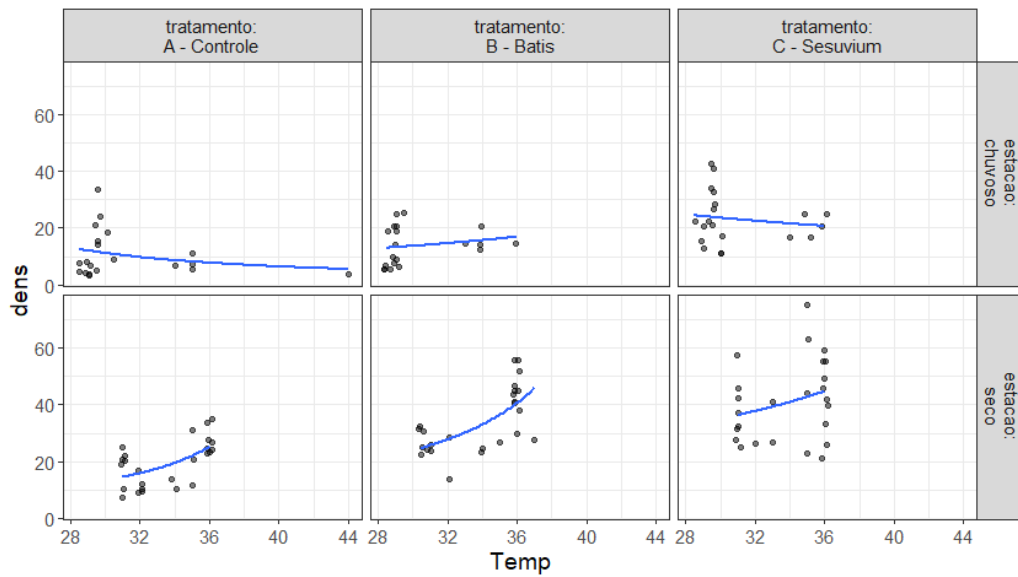 tratamento:
A - Controle
tratamento:
B - Batis
tratamento:
C - Sesuvium
estacao:
chuvoso
estacao:
seco
dens
60
40
20
0
60
40
20
0
28 32 36 40 44
28 32 36 40 44
28 32 36 40 44
Temp